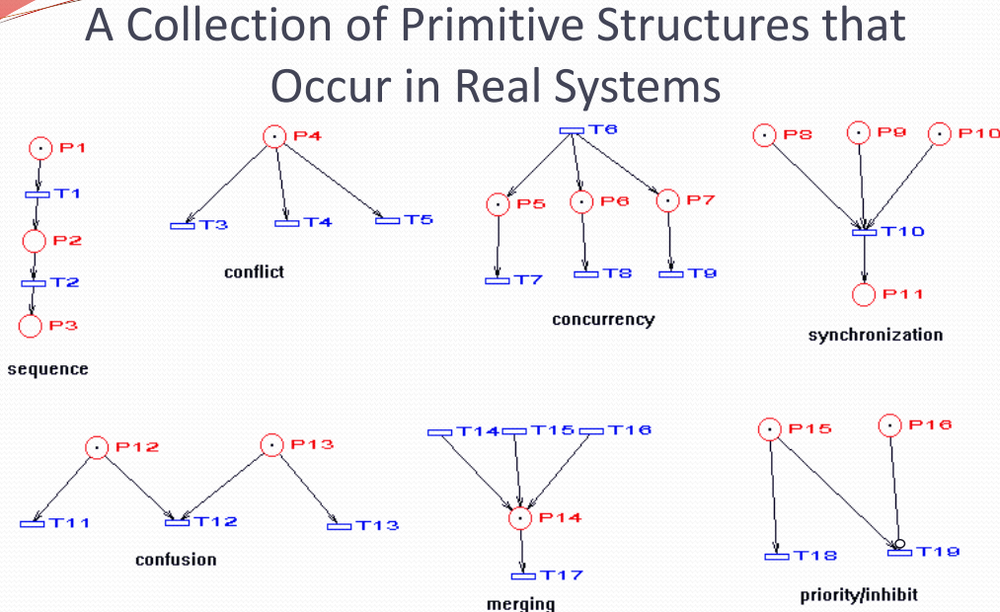 A Collection of Primitive Structures that
Occur in Real Systems
P1
T1
P2
T2
P3
sequence
P4
T3
T4
T5
conflict
T6
P5
P6
P7
T7
T8
T9
concurrency
P8
P9
P10
T10
P11
synchronization
P12
P13
T11
T12
T13
confusion
T14
T15
T16
P14
T17
merging
P15
P16
T18
T19
priority/inhibit